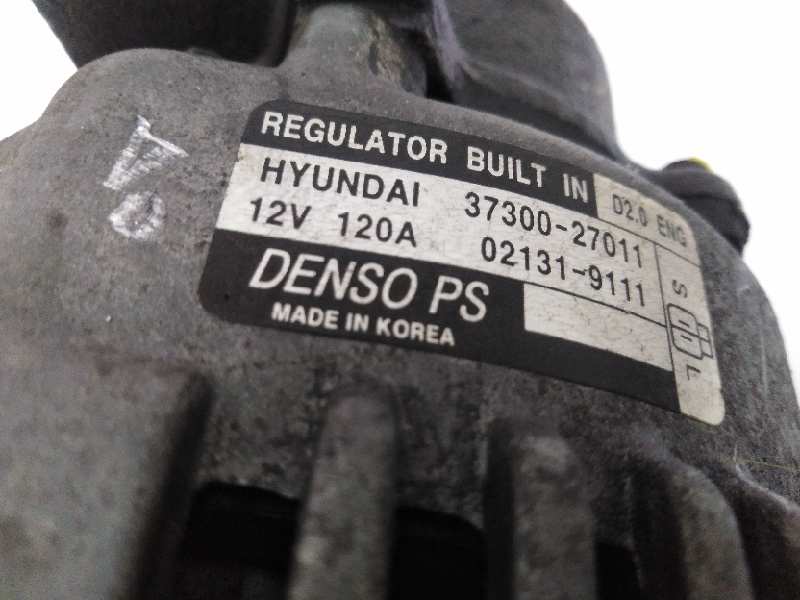 REGULATOR BUILT IN D2.0 ENG
HYUNDAI 37300-27011
12V 120A 02131-9111
DENSO PS
MADE IN KOREA
S
L